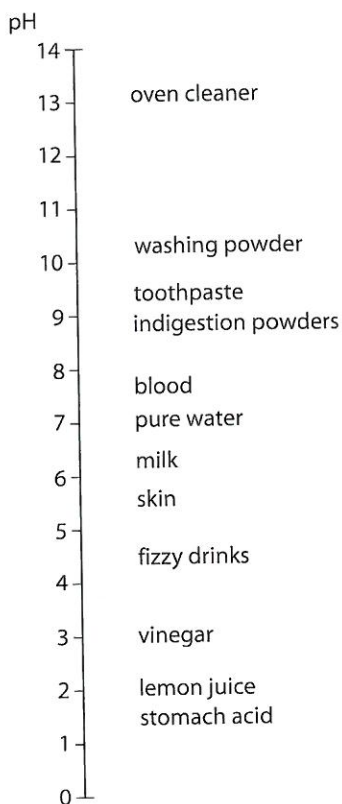 pH
14
oven cleaner
13
12
11
washing powder
10
toothpaste
9
indigestion powders
8
blood
7
pure water
milk
6
skin
5
fizzy drinks
4
3
vinegar
2
lemon juice
stomach acid
1
0